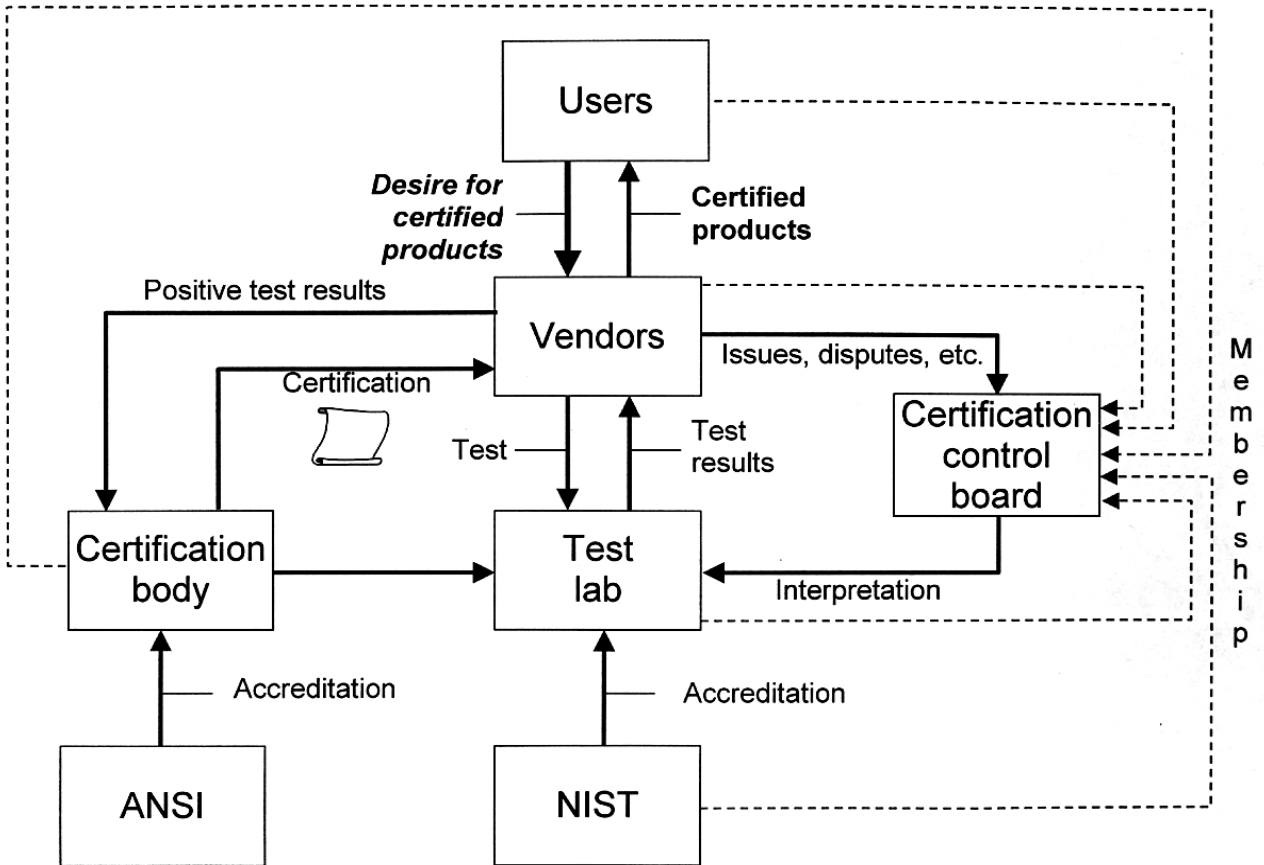 Users
Desire for
certified
products
Certified
products
Positive test results
Vendors
Issues, disputes, etc.
Certification
Certification
control
board
Test
Test
results
Membership
Certification
body
Test
lab
Interpretation
Accreditation
Accreditation
ANSI
NIST